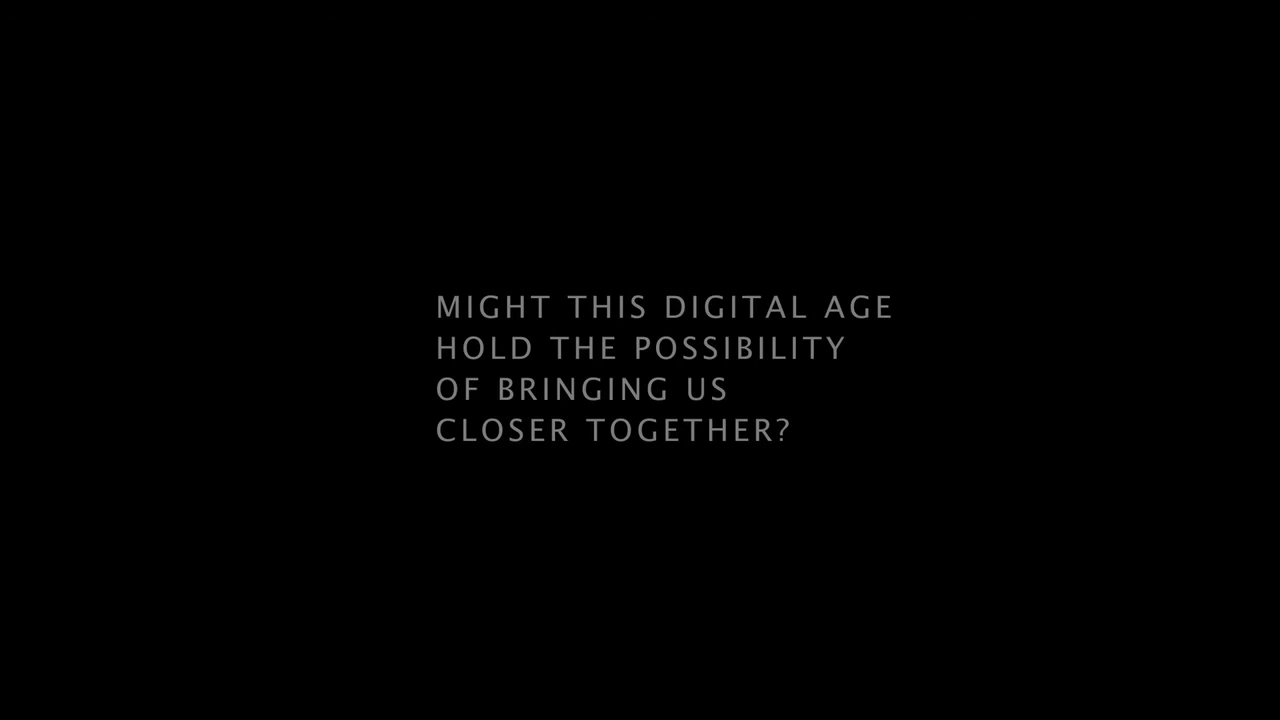 MIGHT THIS DIGITAL AGE
HOLD THE POSSIBILITY
OF BRINGING US
CLOSER TOGETHER?